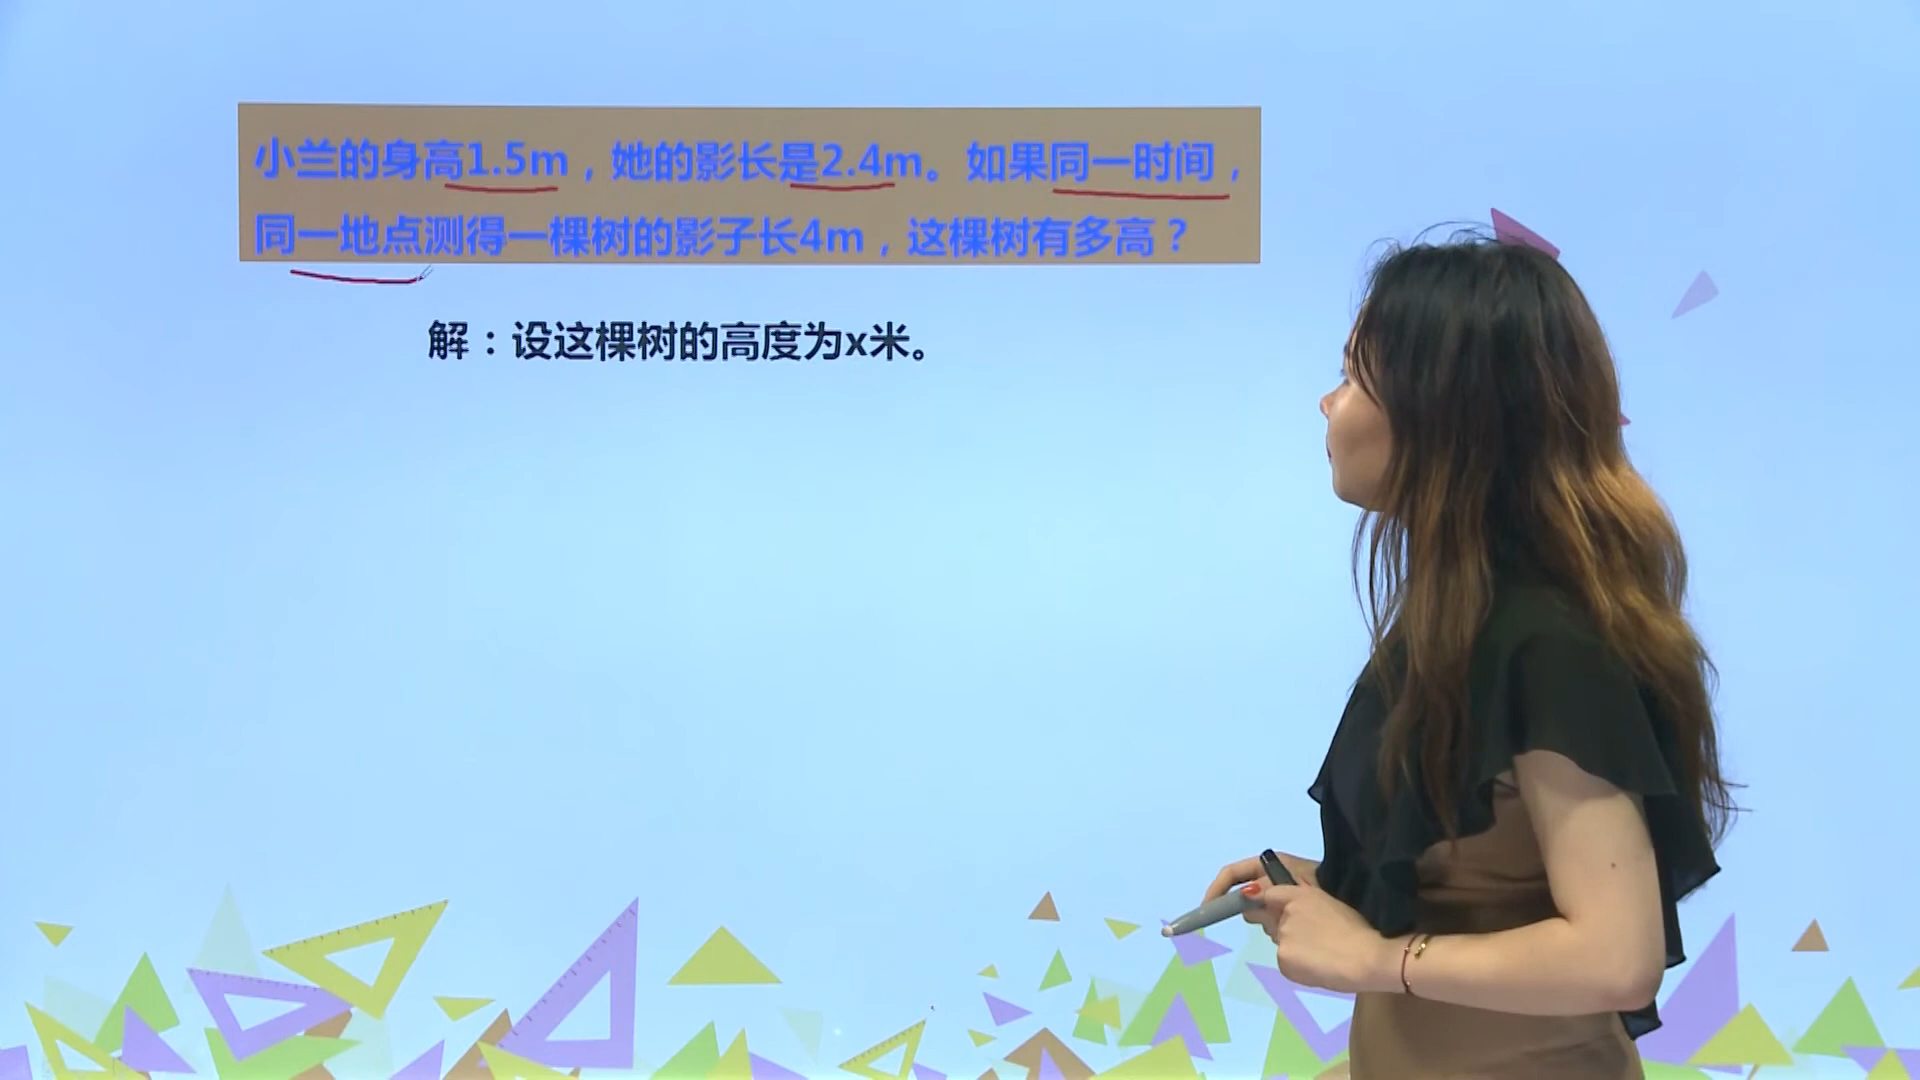 小兰的身高1.5m，她的影长是2.4m。如果同一时间，
同一地点测得一棵树的影子长4m，这棵树有多高？
解：设这棵树的高度为x米。